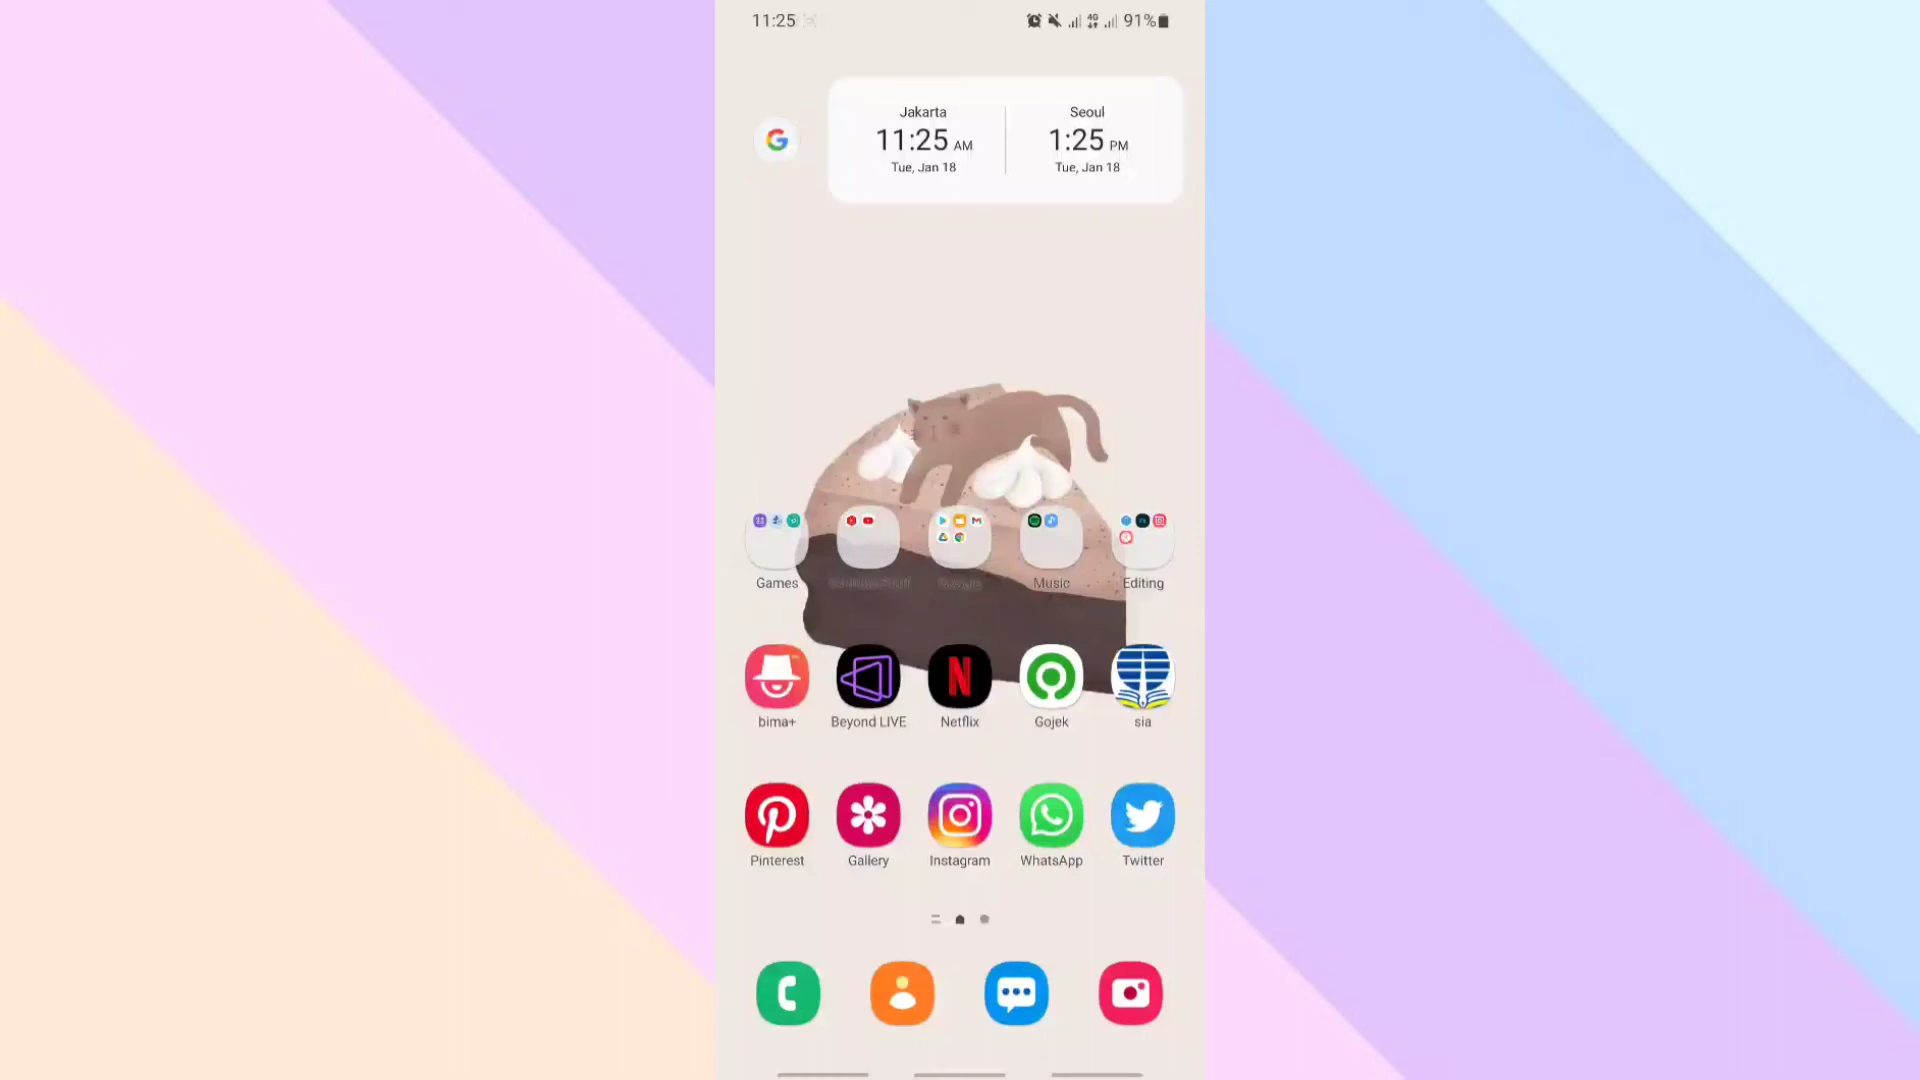 11:25
4G
91%
Jakarta
11:25 AM
Tue, Jan 18
Seoul
1:25 PM
Tue, Jan 18
Games
Music
Editing
bima+
Beyond LIVE
Netflix
Gojek
sia
Pinterest
Gallery
Instagram
WhatsApp
Twitter